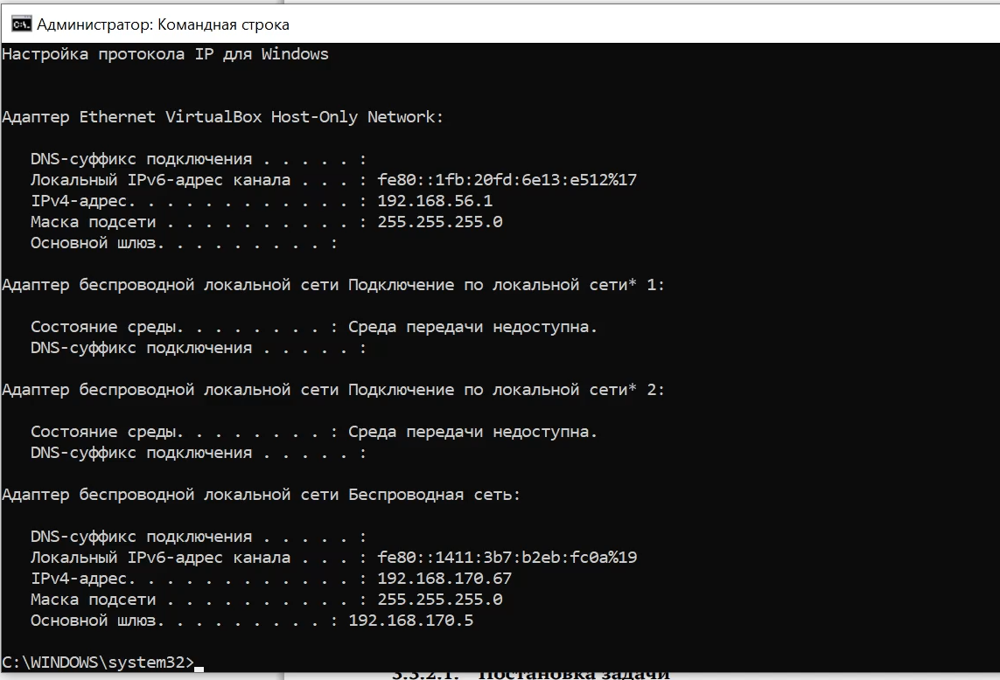 Администратор: Командная строка
Настройка протокола IP для Windows
Адаптер Ethernet VirtualBox Host-Only Network:
DNS-суффикс подключения . . . . . :
Локальный IPv6-адрес канала . . . : fe80::1fb:20fd:6e13:e512%17
IPv4-адрес. . . . . . . . . . . . : 192.168.56.1
Маска подсети . . . . . . . . . . : 255.255.255.0
Основной шлюз. . . . . . . . . :
Адаптер беспроводной локальной сети Подключение по локальной сети* 1:
Состояние среды. . . . . . . . : Среда передачи недоступна.
DNS-суффикс подключения . . . . . :
Адаптер беспроводной локальной сети Подключение по локальной сети* 2:
Состояние среды. . . . . . . . : Среда передачи недоступна.
DNS-суффикс подключения . . . . . :
Адаптер беспроводной локальной сети Беспроводная сеть:
DNS-суффикс подключения . . . . . :
Локальный IPv6-адрес канала . . . : fe80::1411:3b7:b2eb:fc0a%19
IPv4-адрес. . . . . . . . . . . . : 192.168.170.67
Маска подсети . . . . . . . . . . : 255.255.255.0
Основной шлюз. . . . . . . . . : 192.168.170.5
C:\WINDOWS\system32>
3.3.2.1. Постановка задачи